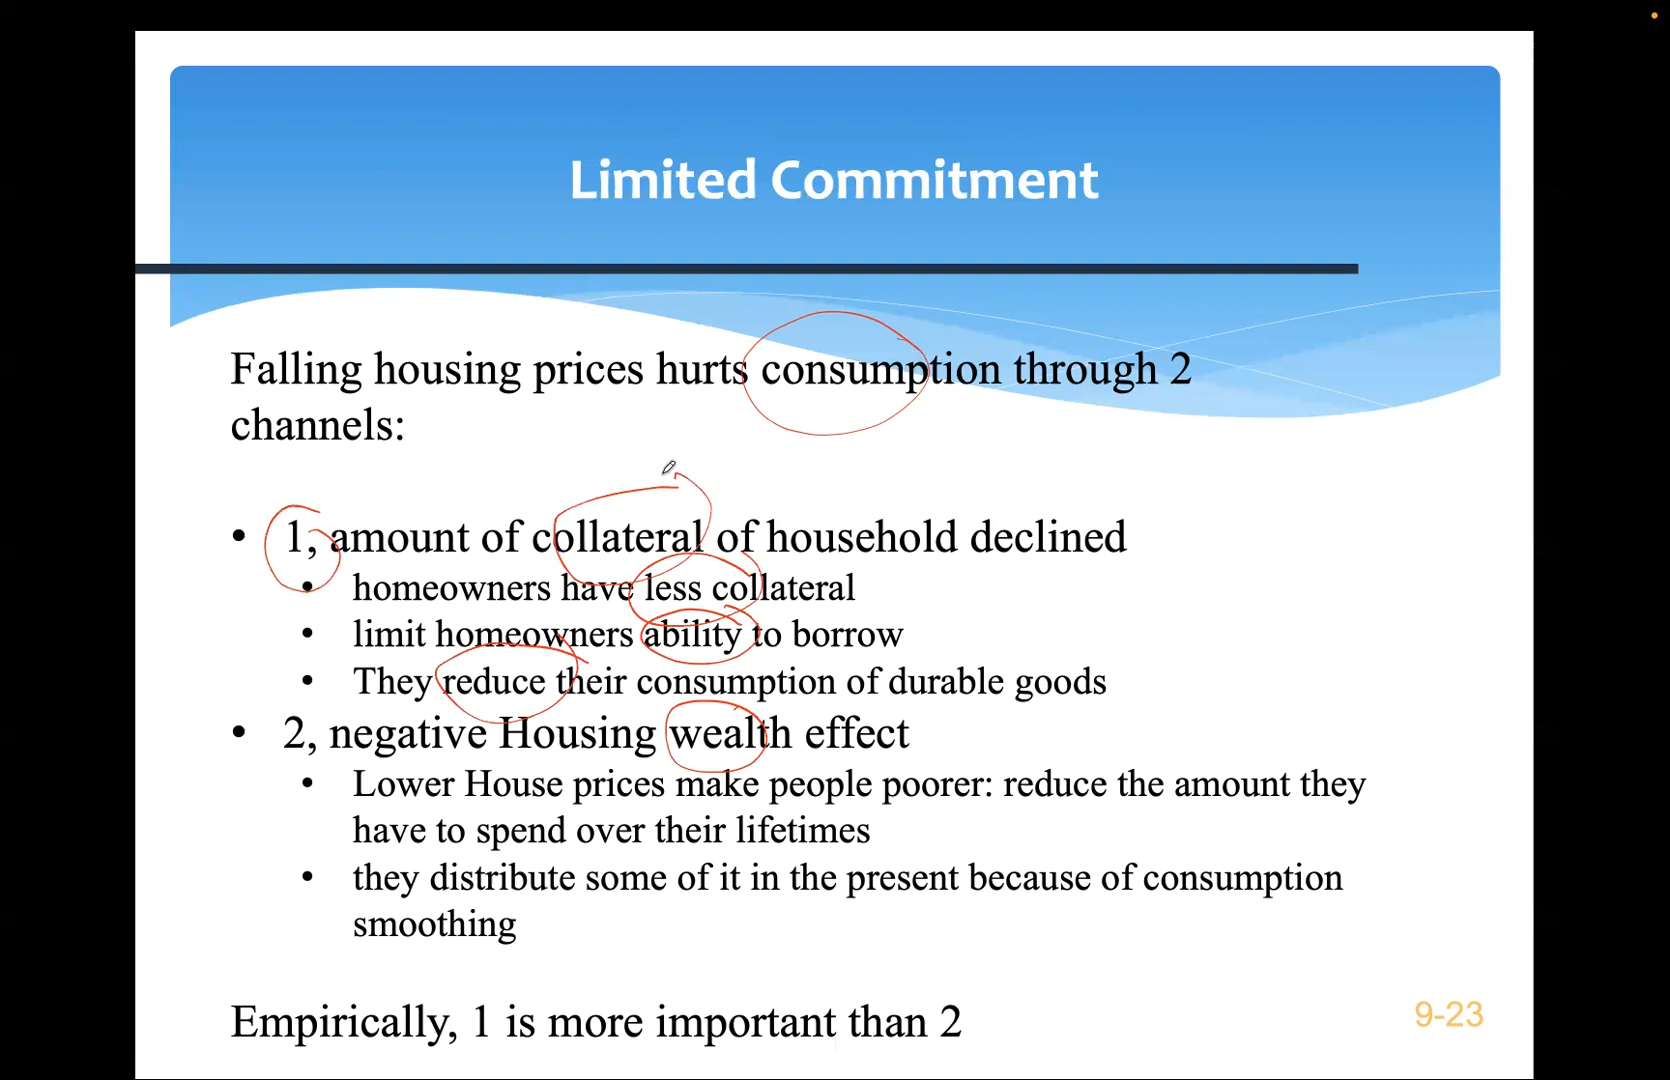 Limited Commitment
Falling housing prices hurts consumption through 2
channels:
• 1, amount of collateral of household declined
• homeowners have less collateral
• limit homeowners ability to borrow
• They reduce their consumption of durable goods
• 2, negative Housing wealth effect
• Lower House prices make people poorer: reduce the amount they
have to spend over their lifetimes
• they distribute some of it in the present because of consumption
smoothing
Empirically, 1 is more important than 2
9-23